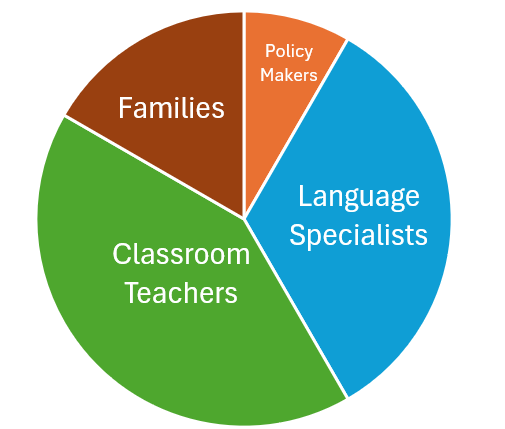 Policy
Makers
Families
Language
Specialists
Classroom
Teachers